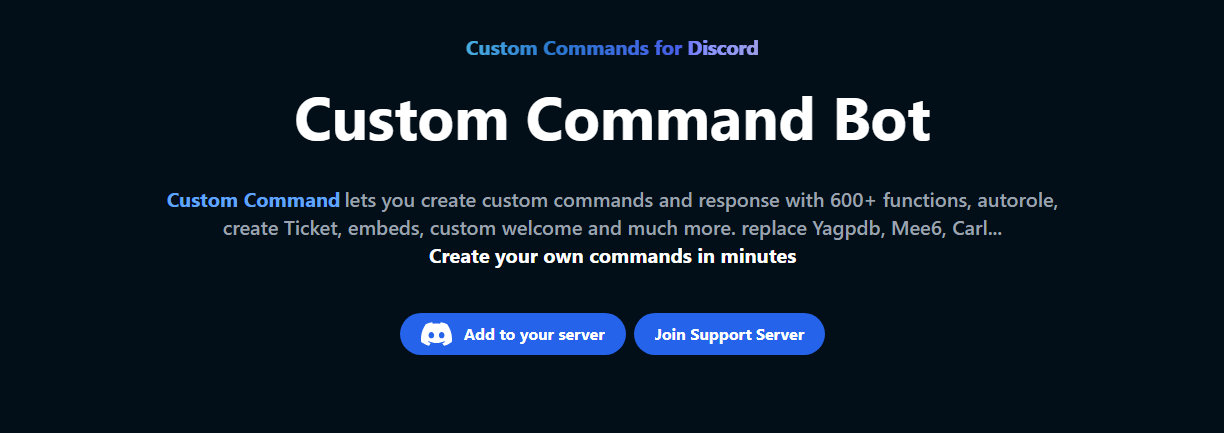 Custom Commands for Discord
Custom Command Bot
Custom Command lets you create custom commands and response with 600+ functions, autorole,
create Ticket, embeds, custom welcome and much more. replace Yagpdb, Mee6, Carl...
Create your own commands in minutes
Add to your server
Join Support Server